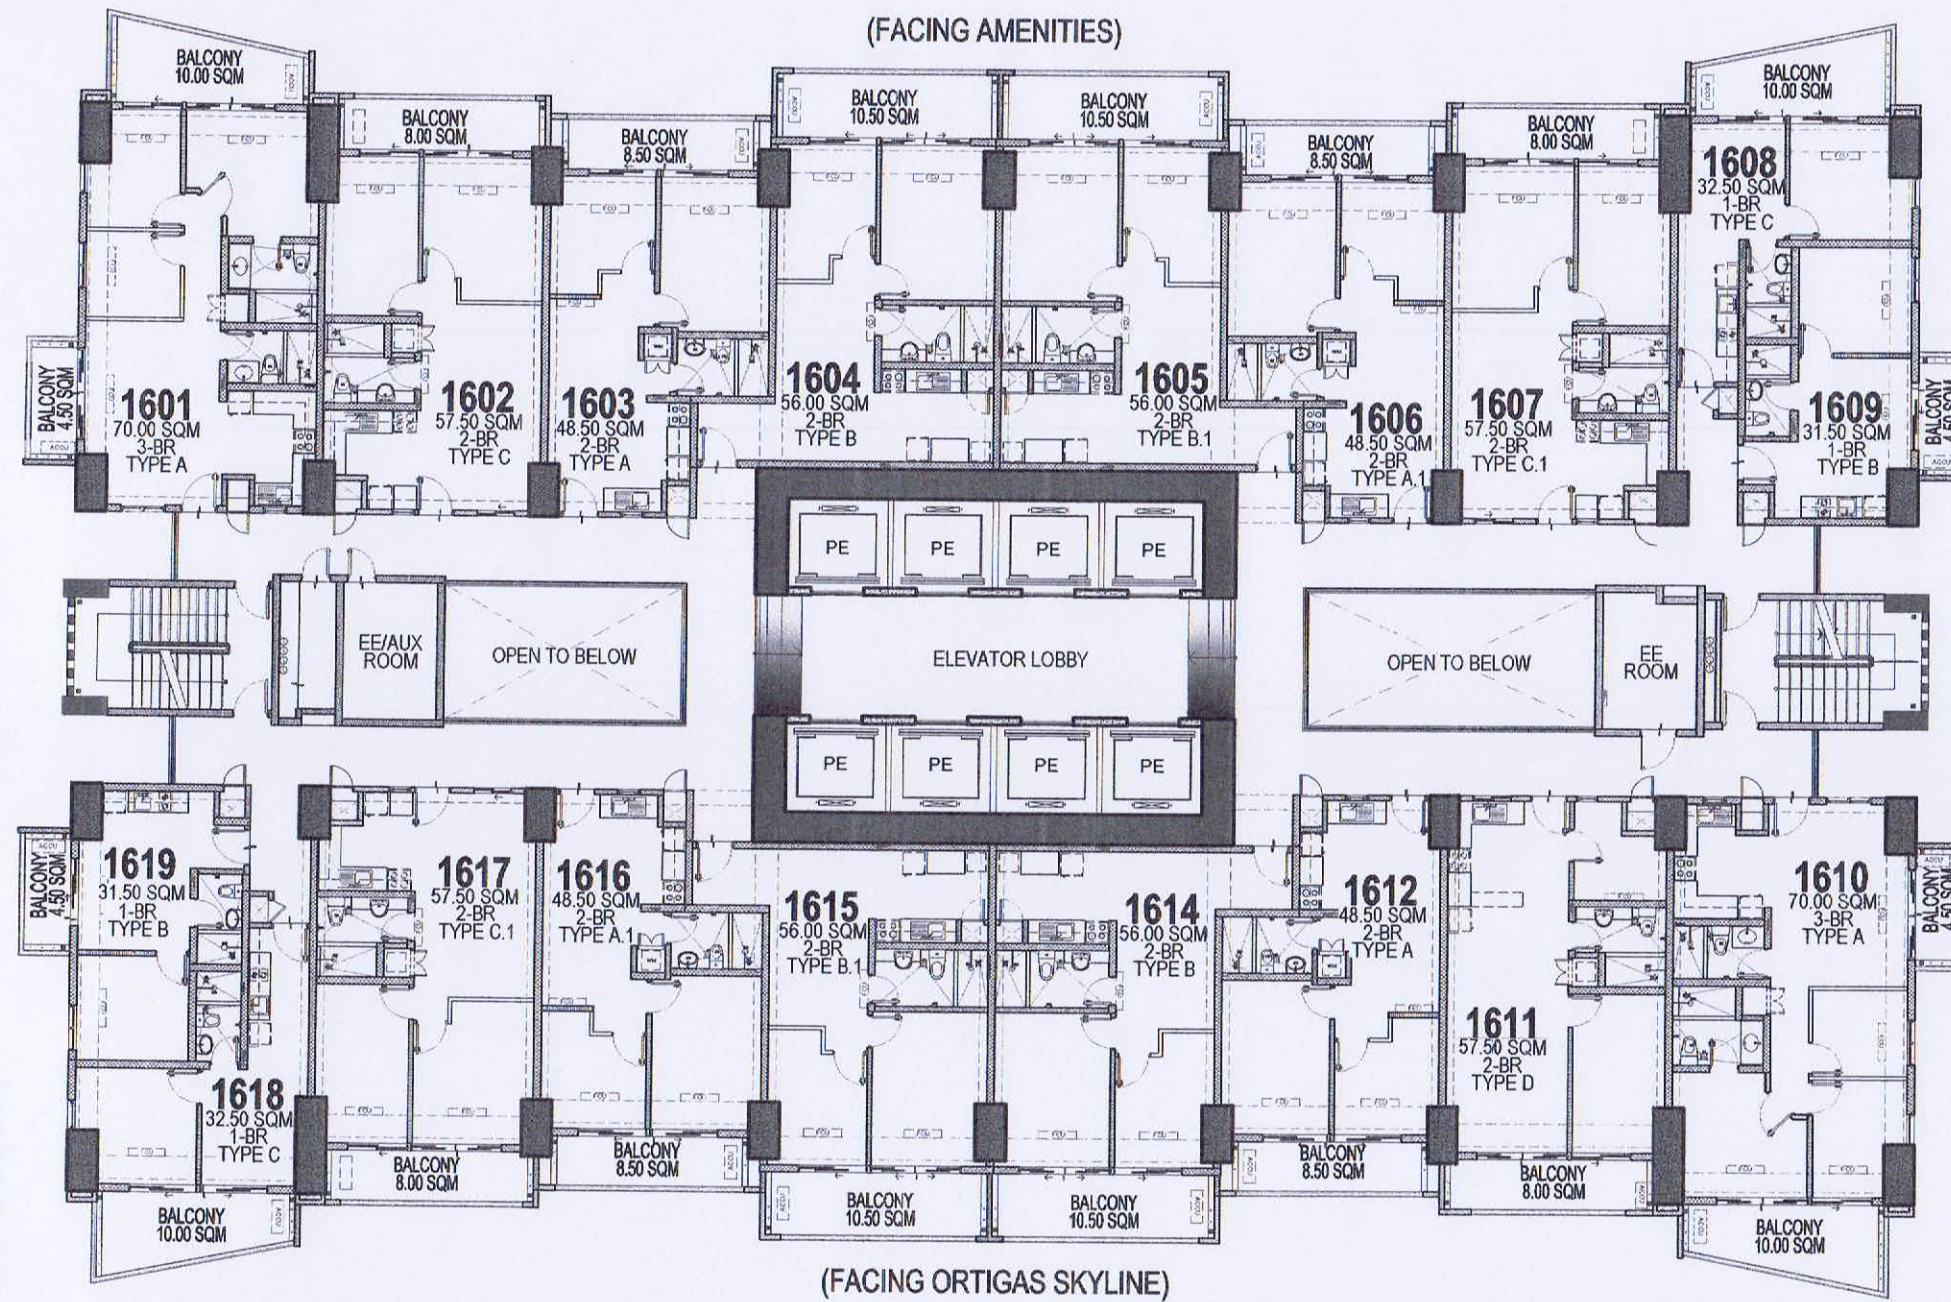 (FACING AMENITIES)
BALCONY
10.00 SQM
BALCONY
8.00 SQM
BALCONY
8.50 SQM
BALCONY
10.50 SQM
BALCONY
10.50 SQM
BALCONY
8.50 SQM
BALCONY
8.00 SQM
BALCONY
10.00 SQM
BALCONY
4.50 SQM
ACCU
1601
70.00 SQM
3-BR
TYPE A
1602
57.50 SQM
2-BR
TYPE C
1603
48.50 SQM
2-BR
TYPE A
1604
56.00 SQM
2-BR
TYPE B
1605
56.00 SQM
2-BR
TYPE B.1
1606
48.50 SQM
2-BR
TYPE A.1
1607
57.50 SQM
2-BR
TYPE C.1
1608
32.50 SQM
1-BR
TYPE C
1609
31.50 SQM
1-BR
TYPE B
BALCONY
4.50 SQM
ACCU
PE
PE
PE
PE
EE/AUX
ROOM
OPEN TO BELOW
ELEVATOR LOBBY
OPEN TO BELOW
EE
ROOM
PE
PE
PE
PE
ACCU
BALCONY
4.50 SQM
1619
31.50 SQM
1-BR
TYPE B
1618
32.50 SQM
1-BR
TYPE C
1617
57.50 SQM
2-BR
TYPE C.1
1616
48.50 SQM
2-BR
TYPE A.1
1615
56.00 SQM
2-BR
TYPE B.1
1614
56.00 SQM
2-BR
TYPE B
1612
48.50 SQM
2-BR
TYPE A
1611
57.50 SQM
2-BR
TYPE D
1610
70.00 SQM
3-BR
TYPE A
ACCU
BALCONY
4.50 SQM
BALCONY
10.00 SQM
BALCONY
8.00 SQM
BALCONY
8.50 SQM
BALCONY
10.50 SQM
BALCONY
10.50 SQM
BALCONY
8.50 SQM
BALCONY
8.00 SQM
BALCONY
10.00 SQM
(FACING ORTIGAS SKYLINE)